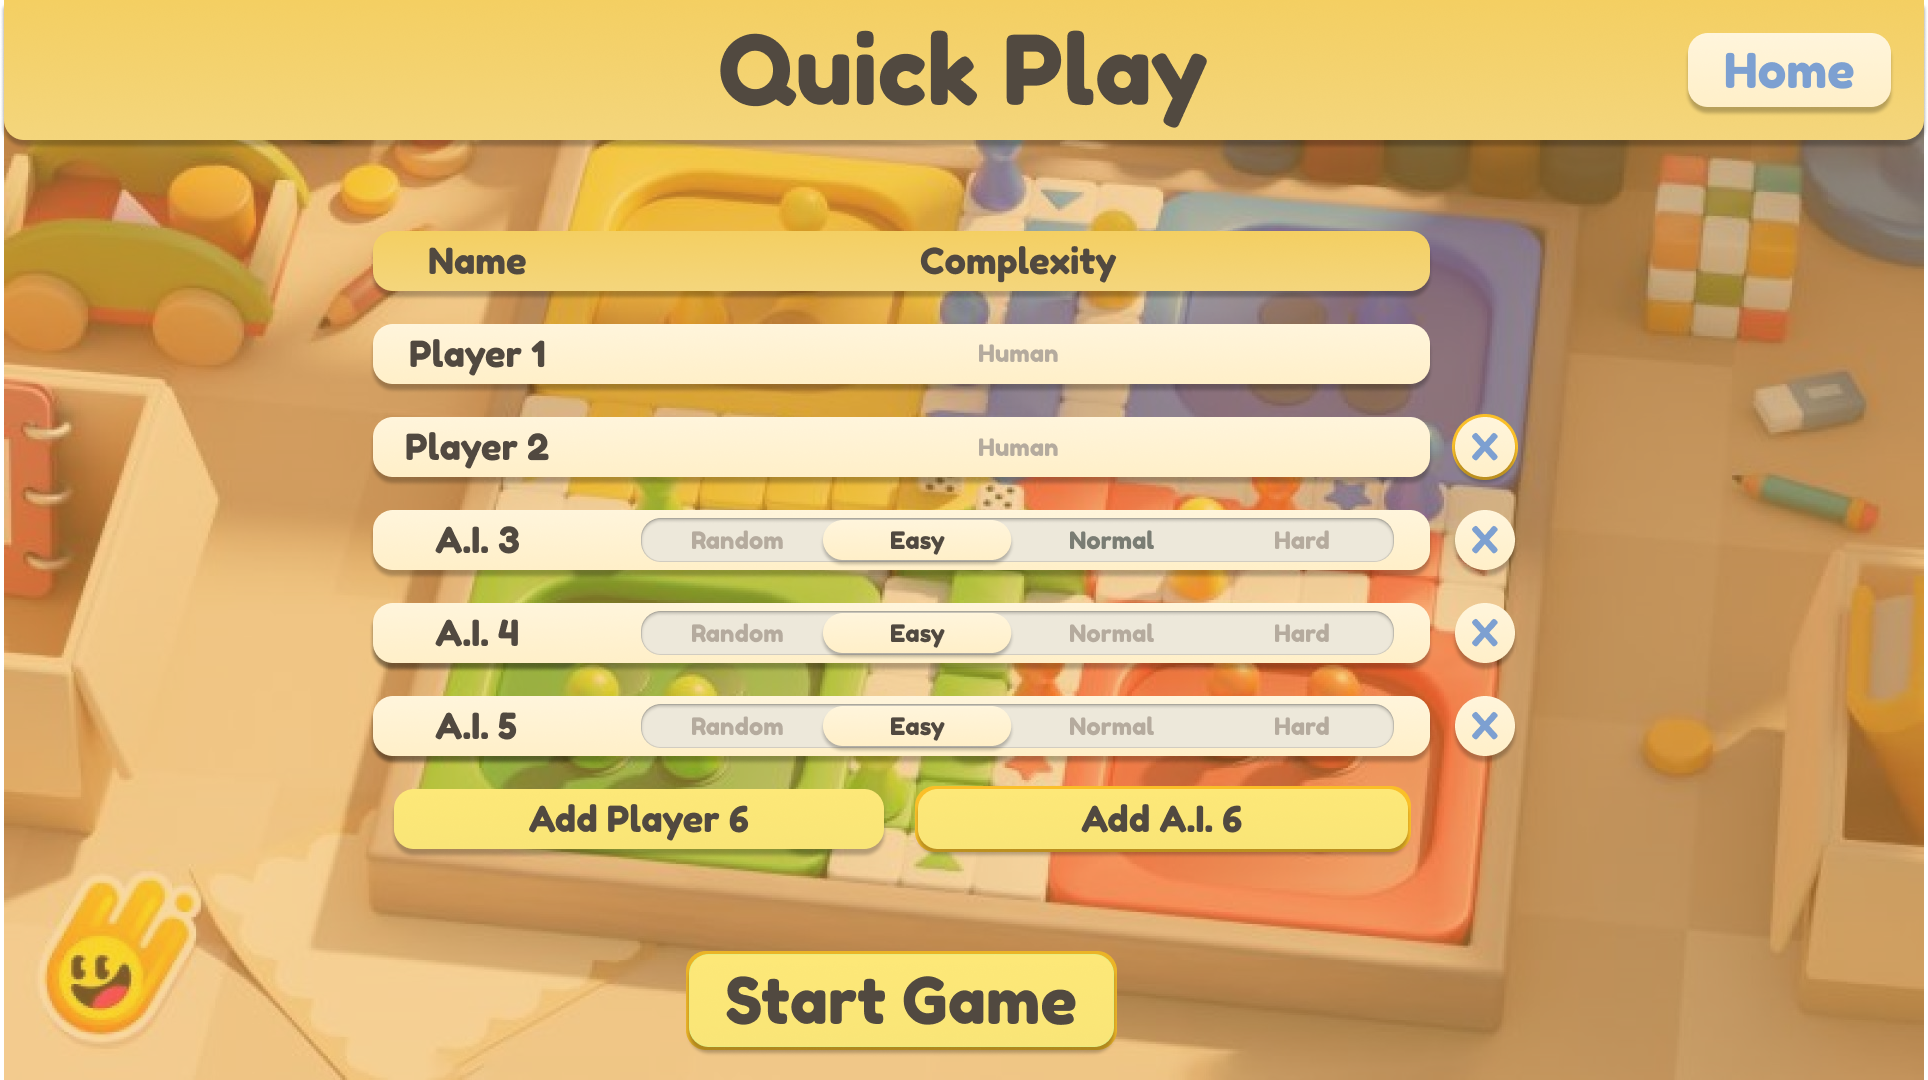 Quick Play
Home
Name Complexity
Player 1 Human
Player 2 Human
A.I. 3 Random Easy Normal Hard
A.I. 4 Random Easy Normal Hard
A.I. 5 Random Easy Normal Hard
Add Player 6 Add A.I. 6
Start Game